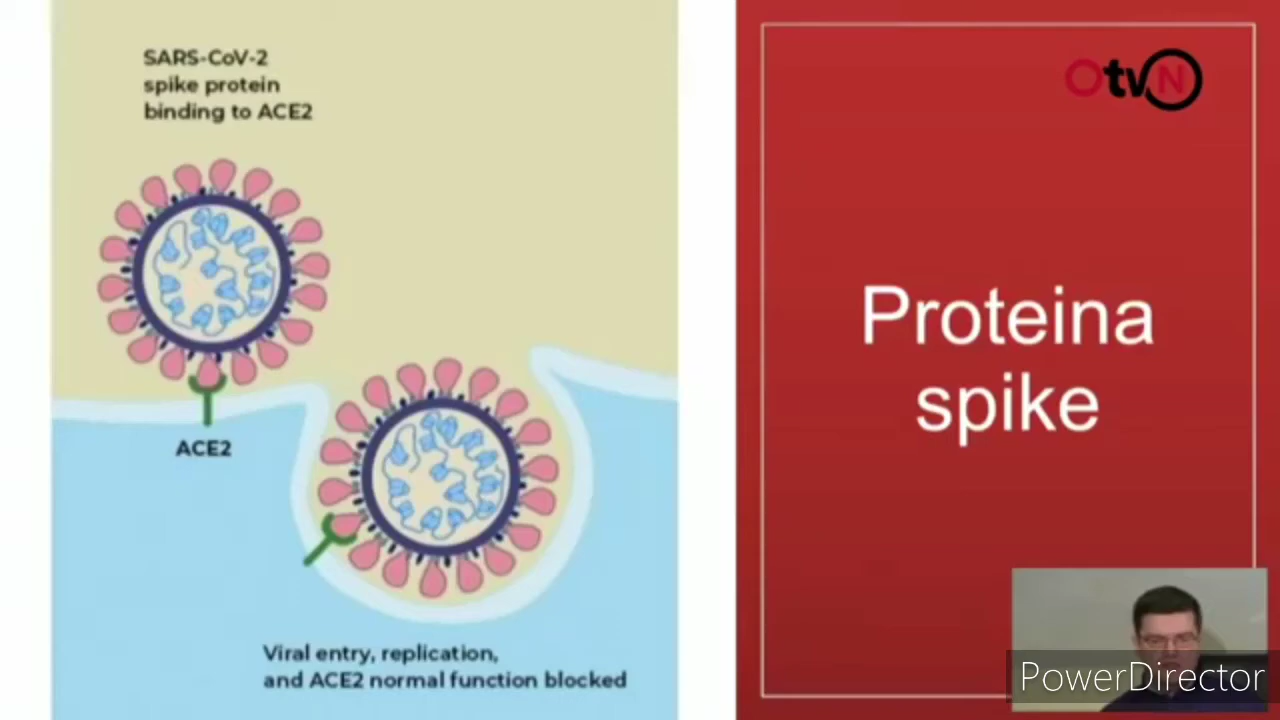 SARS-CoV-2
spike protein
binding to ACE2
ACE2
Viral entry, replication,
and ACE2 normal function blocked
OtvN
Proteina
spike
PowerDirector